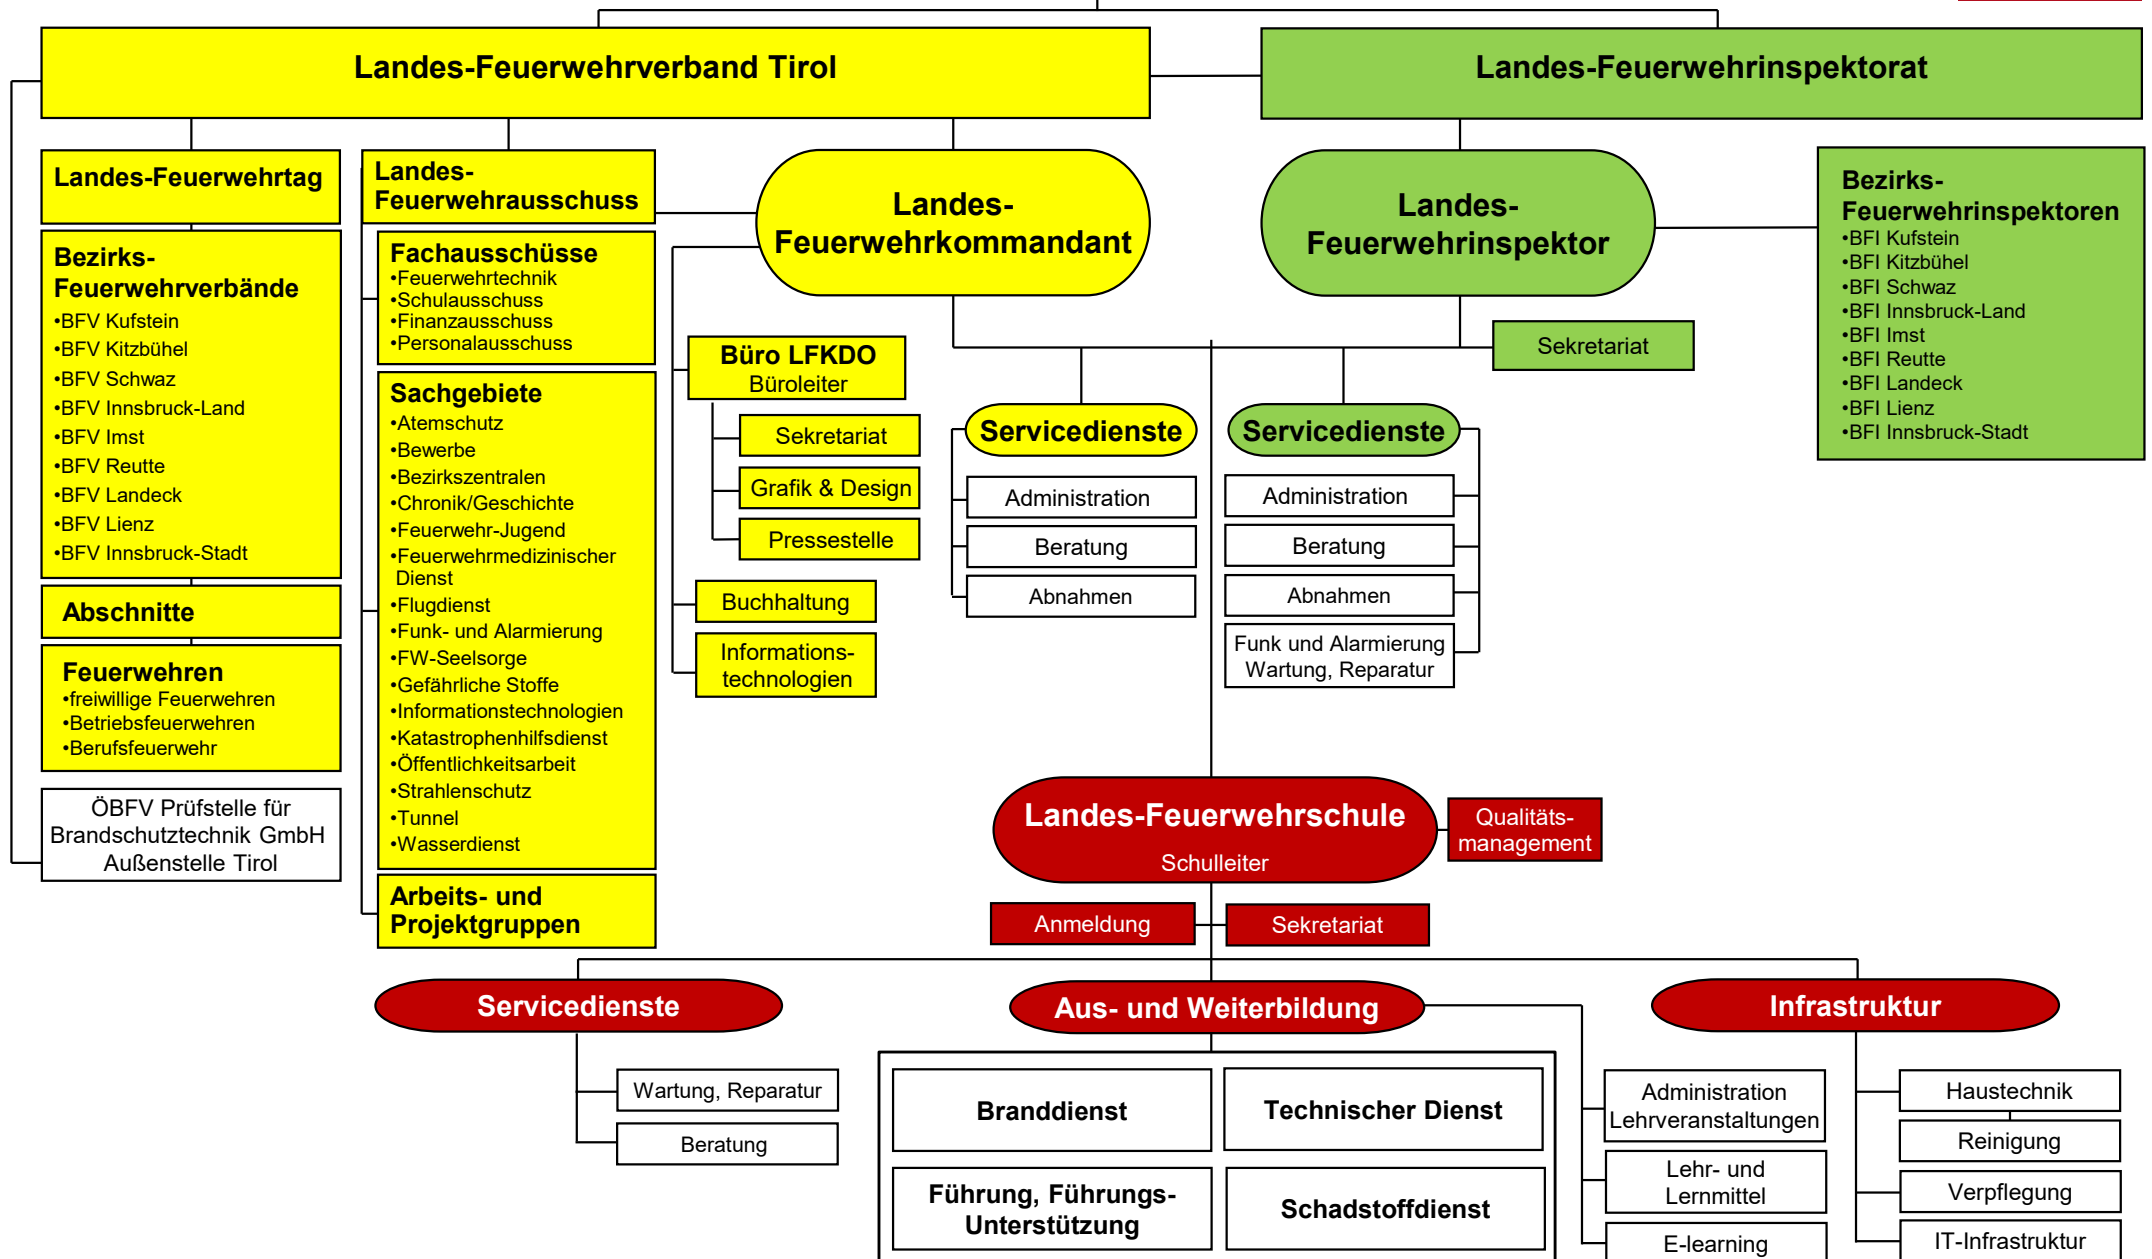 Landes-Feuerwehrverband Tirol
Landes-Feuerwehrinspektorat
Landes-Feuerwehrtag
Bezirks-
Feuerwehrverbände
•BFV Kufstein
•BFV Kitzbühel
•BFV Schwaz
•BFV Innsbruck-Land
•BFV Imst
•BFV Reutte
•BFV Landeck
•BFV Lienz
•BFV Innsbruck-Stadt
Abschnitte
Feuerwehren
•freiwillige Feuerwehren
•Betriebsfeuerwehren
•Berufsfeuerwehr
ÖBFV Prüfstelle für
Brandschutztechnik GmbH
Außenstelle Tirol
Landes-
Feuerwehrausschuss
Fachausschüsse
•Feuerwehrtechnik
•Schulausschuss
•Finanzausschuss
•Personalausschuss
Sachgebiete
•Atemschutz
•Bewerbe
•Bezirkszentralen
•Chronik/Geschichte
•Feuerwehr-Jugend
•Feuerwehrmedizinischer
Dienst
•Flugdienst
•Funk- und Alarmierung
•FW-Seelsorge
•Gefährliche Stoffe
•Informationstechnologien
•Katastrophenhilfsdienst
•Öffentlichkeitsarbeit
•Strahlenschutz
•Tunnel
•Wasserdienst
Arbeits- und
Projektgruppen
Landes-
Feuerwehrkommandant
Büro LFKDO
Büroleiter
Sekretariat
Grafik & Design
Pressestelle
Buchhaltung
Informations-
technologien
Landes-
Feuerwehrinspektor
Sekretariat
Bezirks-
Feuerwehrinspektoren
•BFI Kufstein
•BFI Kitzbühel
•BFI Schwaz
•BFI Innsbruck-Land
•BFI Imst
•BFI Reutte
•BFI Landeck
•BFI Lienz
•BFI Innsbruck-Stadt
Servicedienste
Administration
Beratung
Abnahmen
Servicedienste
Administration
Beratung
Abnahmen
Funk und Alarmierung
Wartung, Reparatur
Landes-Feuerwehrschule
Schulleiter
Qualitäts-
management
Anmeldung
Sekretariat
Servicedienste
Wartung, Reparatur
Beratung
Aus- und Weiterbildung
Branddienst
Technischer Dienst
Führung, Führungs-
Unterstützung
Schadstoffdienst
Administration
Lehrveranstaltungen
Lehr- und
Lernmittel
E-learning
Infrastruktur
Haustechnik
Reinigung
Verpflegung
IT-Infrastruktur